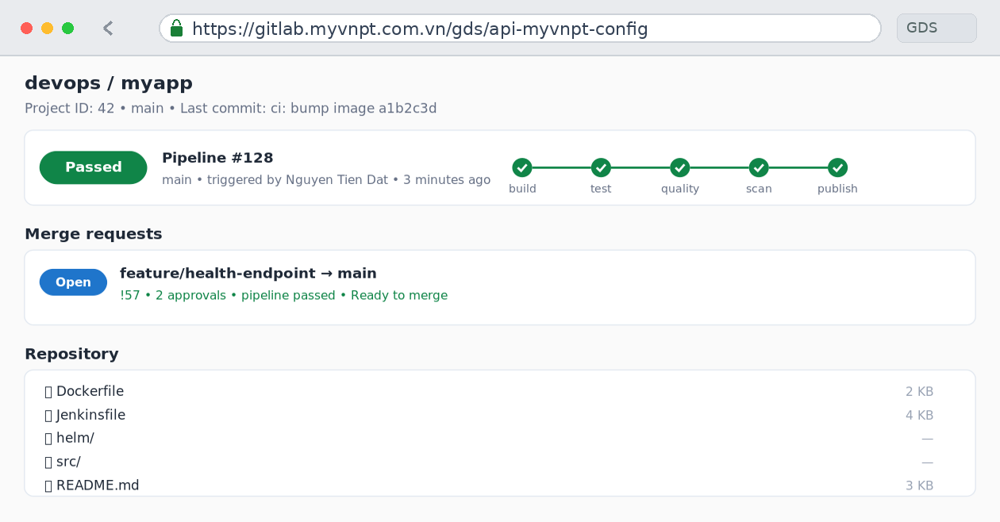 https://gitlab.myvnpt.com.vn/gds/api-myvnpt-config
GDS
devops / myapp
Project ID: 42 • main • Last commit: ci: bump image a1b2c3d
Passed
Pipeline #128
main • triggered by Nguyen Tien Dat • 3 minutes ago
build test quality scan publish
Merge requests
Open
feature/health-endpoint → main
!57 • 2 approvals • pipeline passed • Ready to merge
Repository
Dockerfile 2 KB
Jenkinsfile 4 KB
helm/ —
src/ —
README.md 3 KB